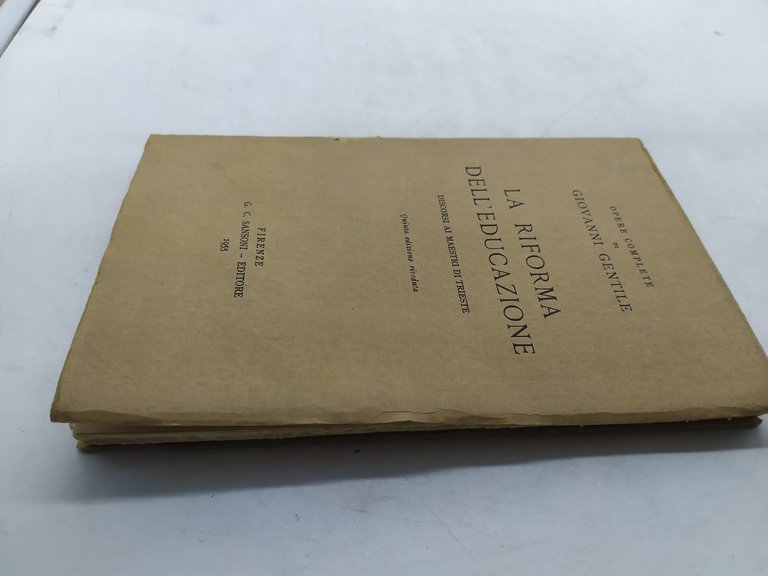 OPERE COMPLETE
DI
GIOVANNI GENTILE
LA RIFORMA
DELL'EDUCAZIONE
DISCORSI AI MAESTRI DI TRIESTE
Quinta edizione riveduta
FIRENZE
G. C. SANSONI – EDITORE
1955